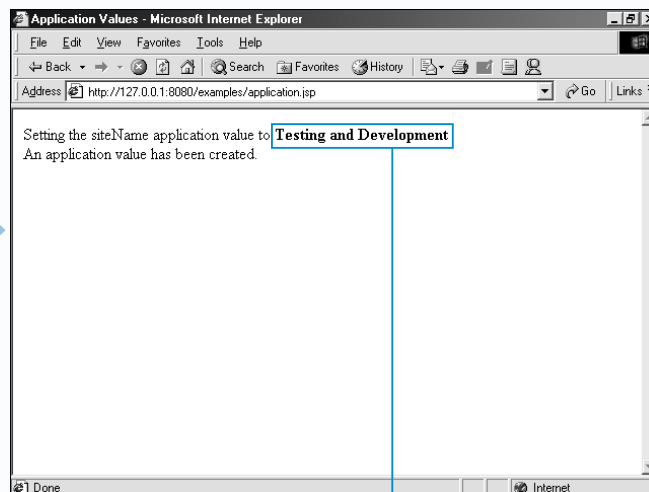 Application Values - Microsoft Internet Explorer
File Edit View Favorites Tools Help
Back Search Favorites History
Address http://127.0.0.1:8080/examples/application.jsp Go Links
Setting the siteName application value to Testing and Development
An application value has been created.
Done Internet